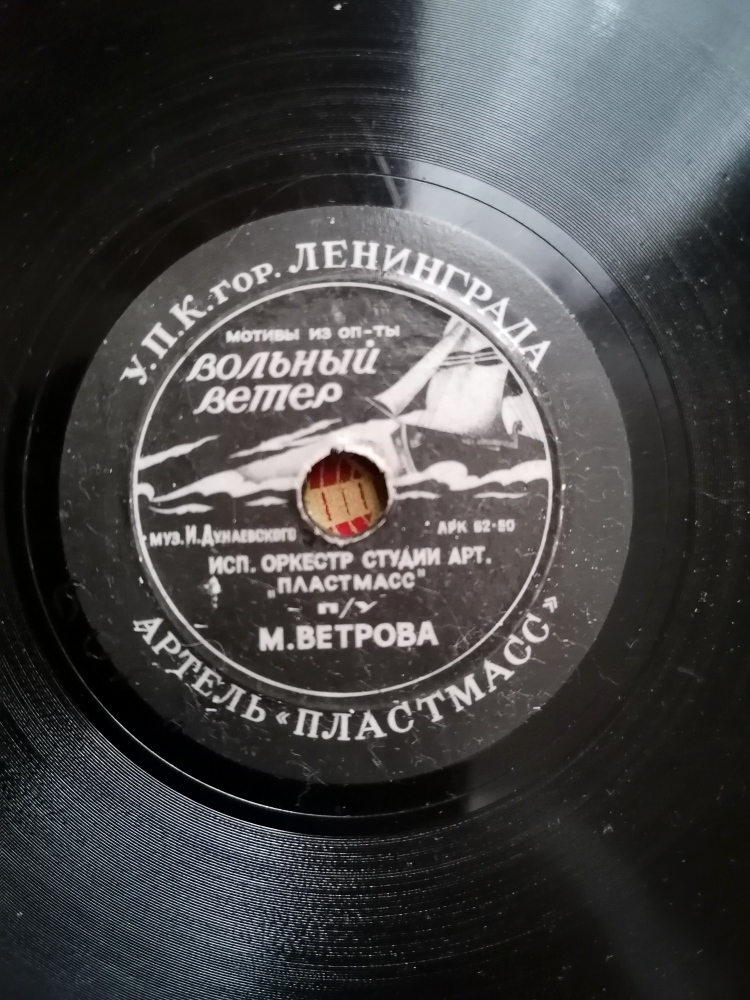 У.П.К. гор. ЛЕНИНГРАДА
МОТИВЫ ИЗ ОП-ТЫ
ВОЛЬНЫЙ
ВЕТЕР
МУЗ. И. ДУНАЕВСКОГО
АРК 62-50
ИСП. ОРКЕСТР СТУДИИ АРТ.
„ПЛАСТМАСС"
п/у
М. ВЕТРОВА
АРТЕЛЬ «ПЛАСТМАСС»